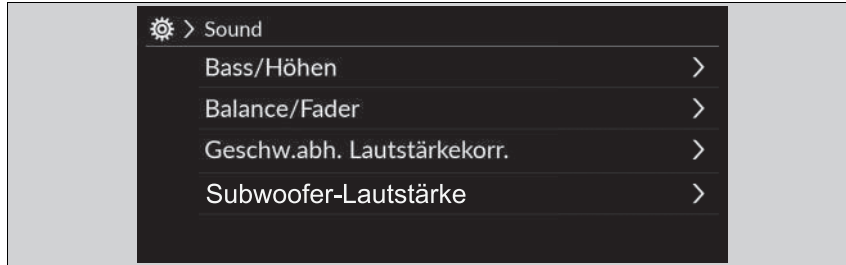 > Sound
Bass/Höhen >
Balance/Fader >
Geschw.abh. Lautstärkekorr. >
Subwoofer-Lautstärke >